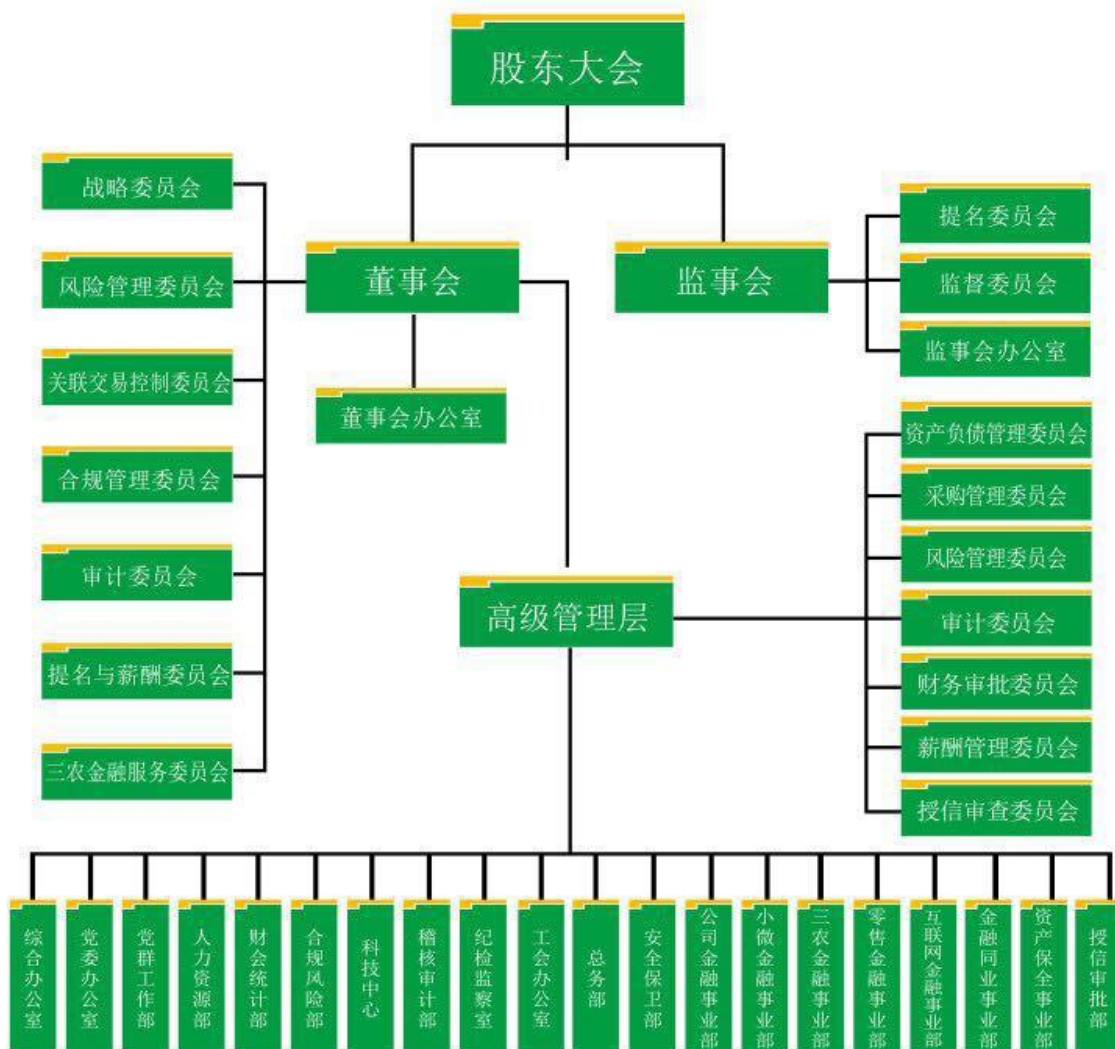 股东大会
战略委员会
风险管理委员会
关联交易控制委员会
合规管理委员会
审计委员会
提名与薪酬委员会
三农金融服务委员会
董事会
董事会办公室
监事会
提名委员会
监督委员会
监事会办公室
高级管理层
资产负债管理委员会
采购管理委员会
风险管理委员会
审计委员会
财务审批委员会
薪酬管理委员会
授信审查委员会
综合办公室
党委办公室
党群工作部
人力资源部
财会统计部
合规风险部
科技中心
稽核审计部
纪检监察室
工会办公室
总务部
安全保卫部
公司金融事业部
小微金融事业部
三农金融事业部
零售金融事业部
互联网金融事业部
金融同业事业部
资产保全事业部
授信审批部